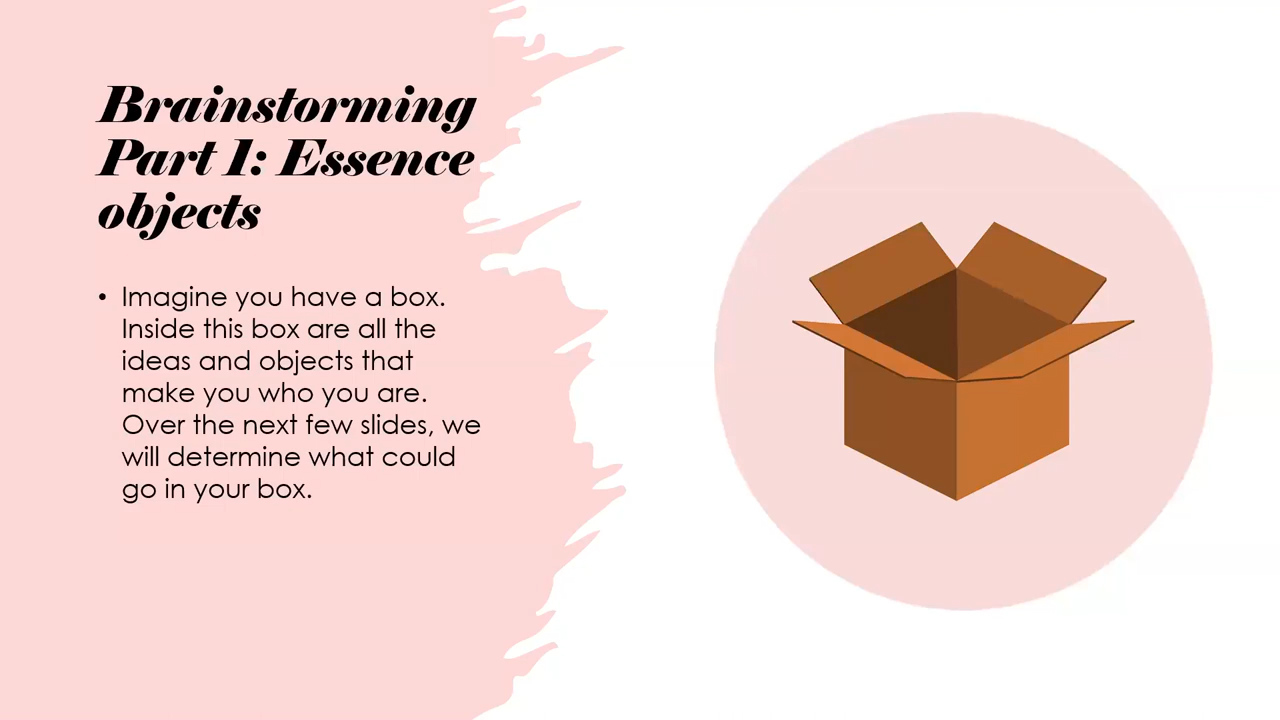 Brainstorming
Part 1: Essence
objects
• Imagine you have a box.
Inside this box are all the
ideas and objects that
make you who you are.
Over the next few slides, we
will determine what could
go in your box.